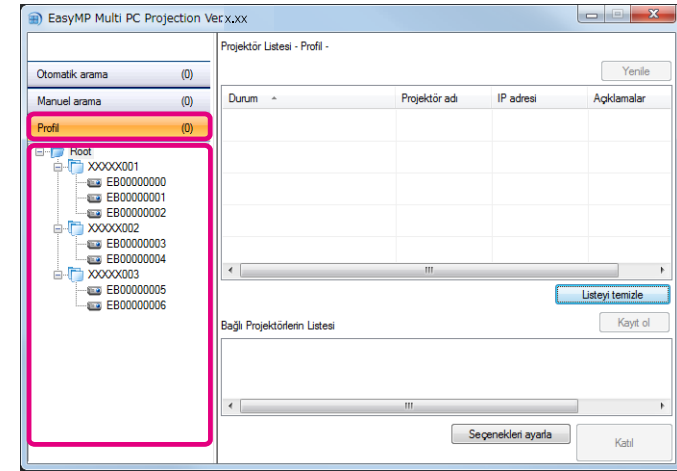 EasyMP Multi PC Projection Ver.x.xx
Projektör Listesi - Profil -
Yenile
Otomatik arama (0)
Manuel arama (0)
Profil (0)
Durum Projektör adı IP adresi Açıklamalar
Root
XXXXX001
EB00000000
EB00000001
EB00000002
XXXXX002
EB00000003
EB00000004
XXXXX003
EB00000005
EB00000006
Listeyi temizle
Bağlı Projektörlerin Listesi
Kayıt ol
Seçenekleri ayarla
Katıl